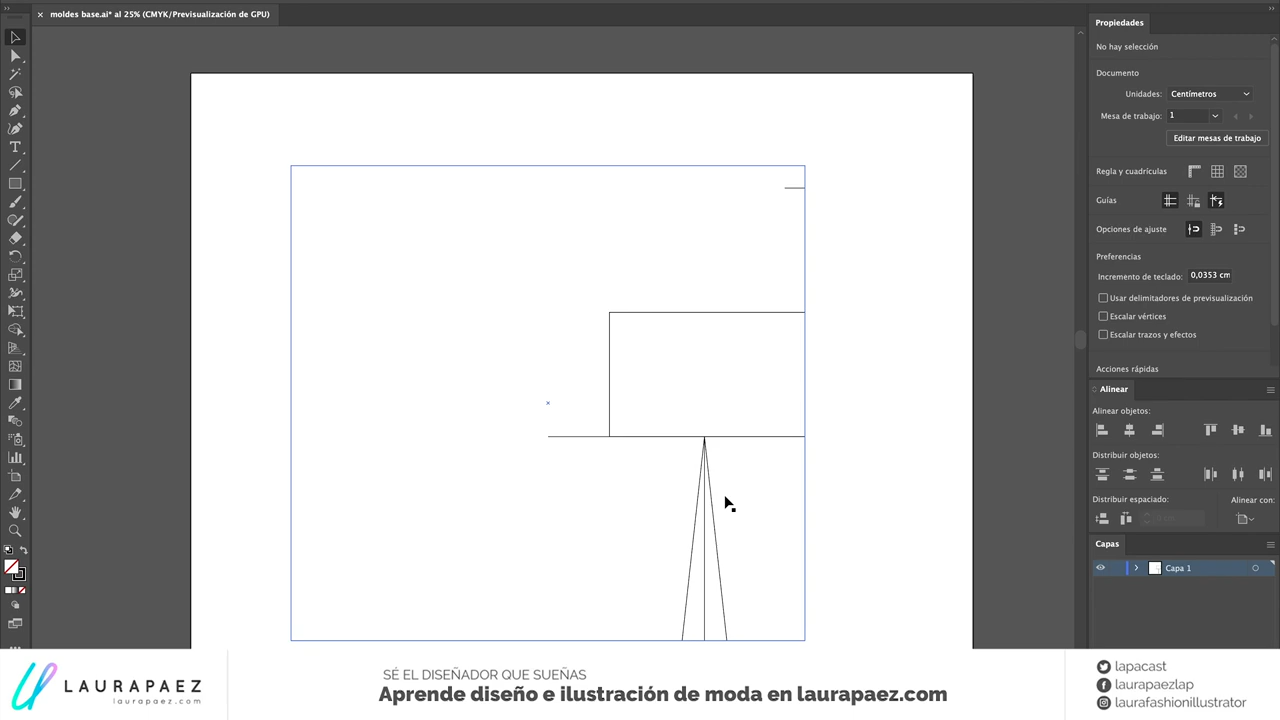 moldes base.ai* al 25% (CMYK/Previsualización de GPU)
Propiedades
No hay selección
Documento
Unidades: Centímetros
Mesa de trabajo: 1
Editar mesas de trabajo
Regla y cuadrículas
Guías
Opciones de ajuste
Preferencias
Incremento de teclado: 0,0353 cm
Usar delimitadores de previsualización
Escalar vértices
Escalar trazos y efectos
Acciones rápidas
Alinear
Alinear objetos:
Distribuir objetos:
Distribuir espaciado: Alinear con:
Capas
Capa 1
LAURAPAEZ
laurapaez.com
SÉ EL DISEÑADOR QUE SUEÑAS
Aprende diseño e ilustración de moda en laurapaez.com
lapacast
laurapaezlap
laurafashionillustrator